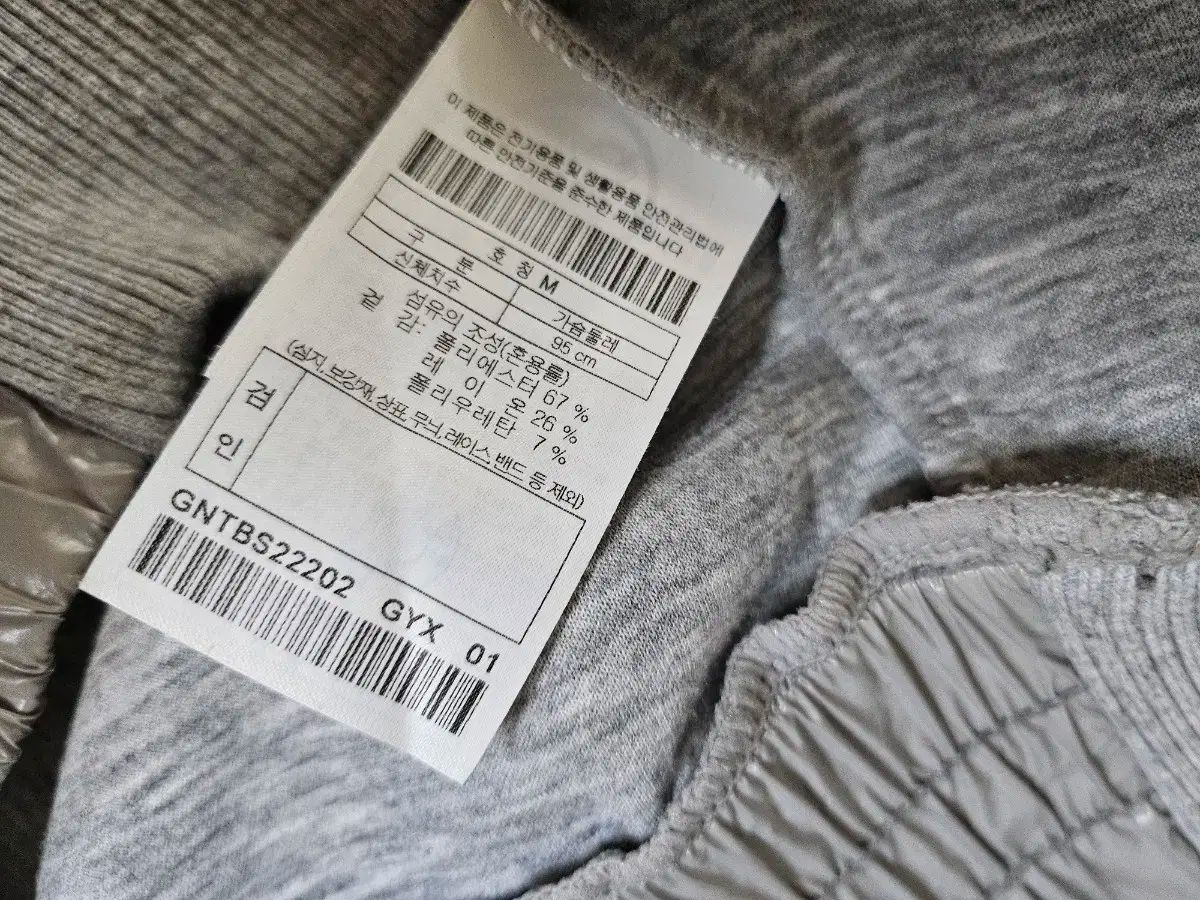 이 제품은 전기용품 및 생활용품 안전관리법에
따른 안전기준을 준수한 제품입니다
호 칭 M
구 분 가슴둘레
신체치수 95 cm
섬유의 조성(혼용률)
겉 감: 폴리에스터 67 %
레 이 온 26 %
폴리우레탄 7 %
(심지, 보강재, 상표, 무늬, 레이스, 밴드 등 제외)
검
인
GNTBS22202 GYX 01